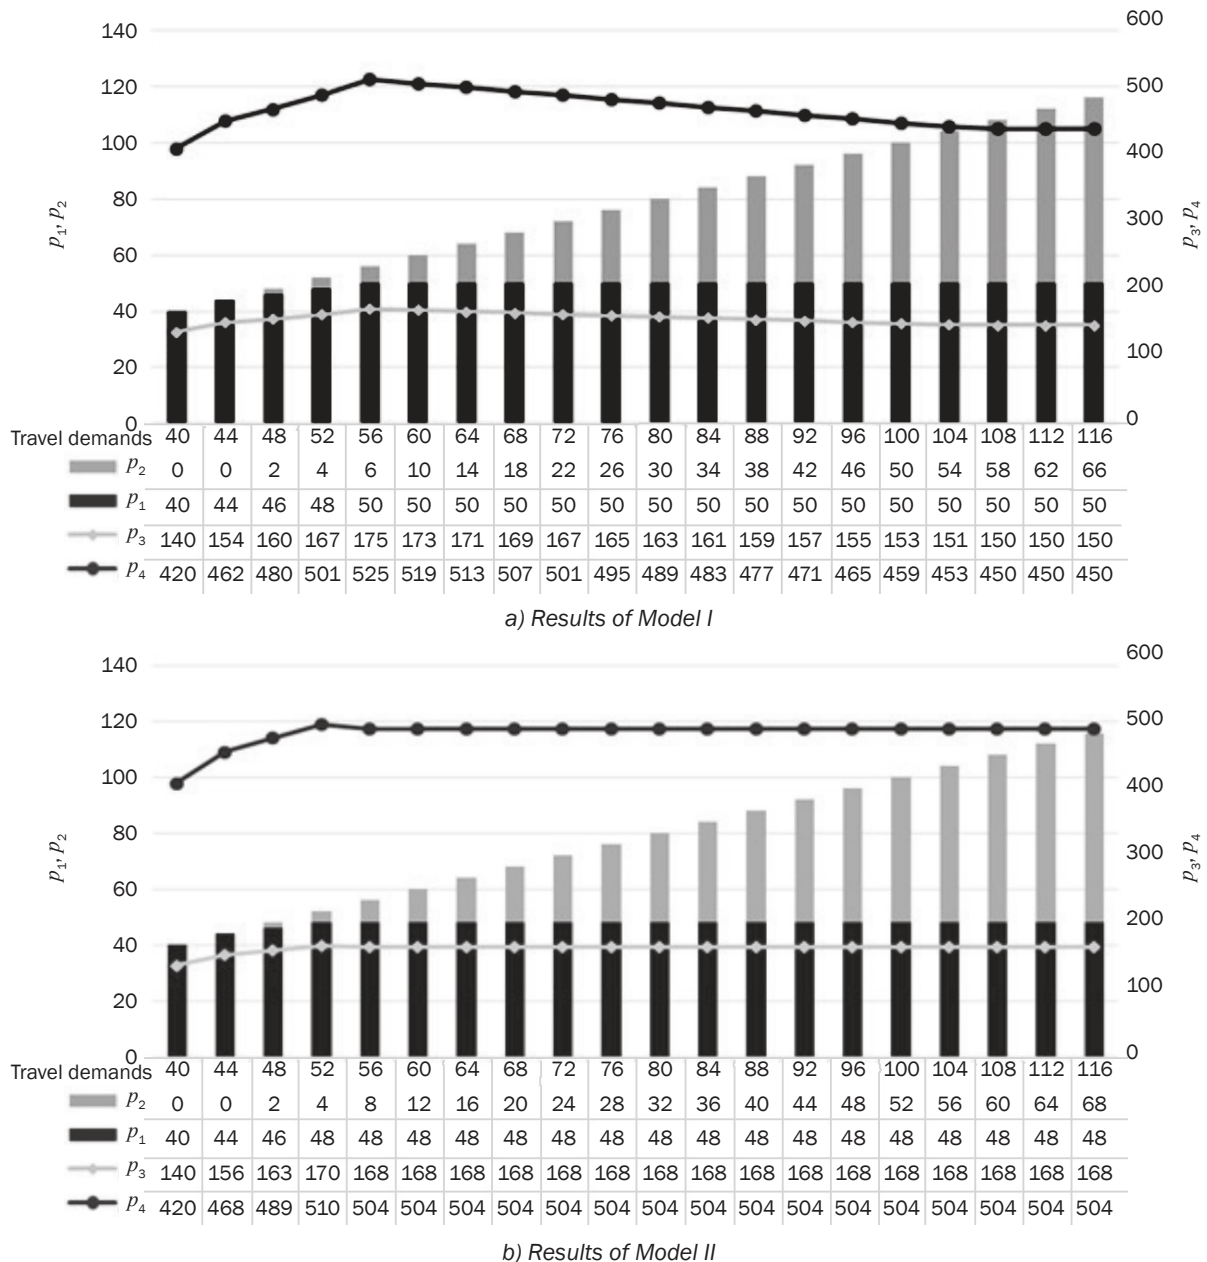 600
140
120
500
100
400
80
300
60
200
40
100
20
0
0
p1, p2
p3, p4
Travel demands 40 44 48 52 56 60 64 68 72 76 80 84 88 92 96 100 104 108 112 116
p2 0 0 2 4 6 10 14 18 22 26 30 34 38 42 46 50 54 58 62 66
p1 40 44 46 48 50 50 50 50 50 50 50 50 50 50 50 50 50 50 50 50
p3 140 154 160 167 175 173 171 169 167 165 163 161 159 157 155 153 151 150 150 150
p4 420 462 480 501 525 519 513 507 501 495 489 483 477 471 465 459 453 450 450 450
a) Results of Model I
600
140
120
500
100
400
80
300
60
200
40
100
20
0
0
p1, p2
p3, p4
Travel demands 40 44 48 52 56 60 64 68 72 76 80 84 88 92 96 100 104 108 112 116
p2 0 0 2 4 8 12 16 20 24 28 32 36 40 44 48 52 56 60 64 68
p1 40 44 46 48 48 48 48 48 48 48 48 48 48 48 48 48 48 48 48 48
p3 140 156 163 170 168 168 168 168 168 168 168 168 168 168 168 168 168 168 168 168
p4 420 468 489 510 504 504 504 504 504 504 504 504 504 504 504 504 504 504 504 504
b) Results of Model II